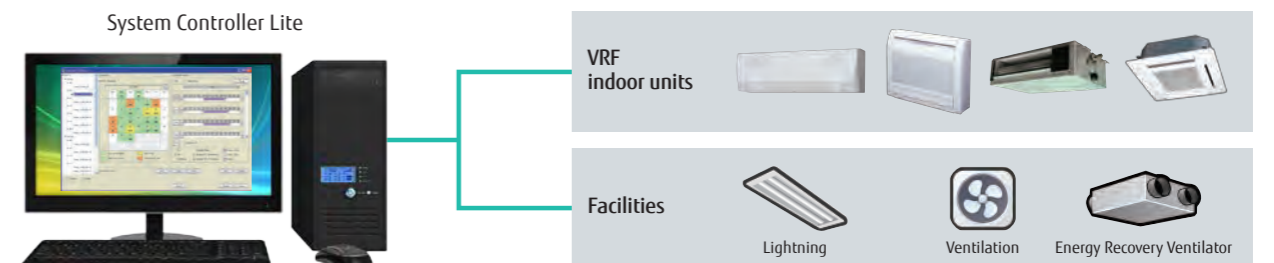 System Controller Lite
VRF
indoor units
Facilities
Lightning
Ventilation
Energy Recovery Ventilator